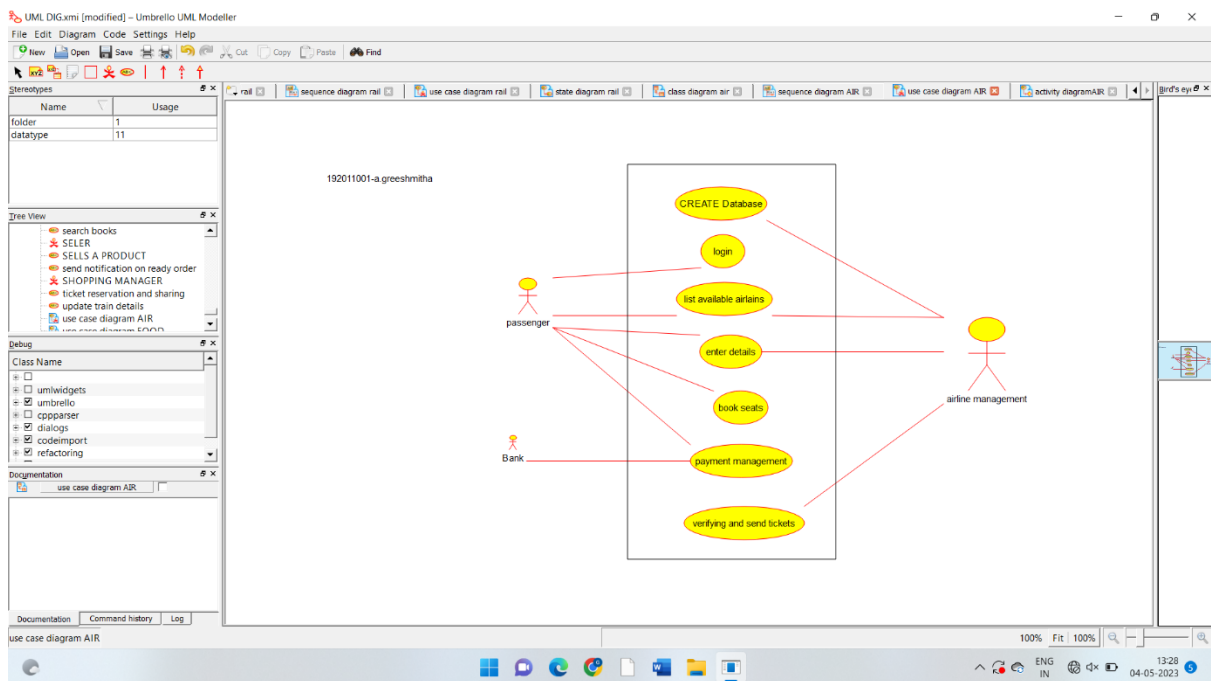 UML DIG.xmi [modified] – Umbrello UML Modeller
File Edit Diagram Code Settings Help
New Open Save Cut Copy Paste Find
XYZ
Stereotypes
Name Usage
folder 1
datatype 11
Tree View
search books
SELER
SELLS A PRODUCT
send notification on ready order
SHOPPING MANAGER
ticket reservation and sharing
update train details
use case diagram AIR
use case diagram FOOD
Debug
Class Name
umlwidgets
umbrello
cppparser
dialogs
codeimport
refactoring
Documentation
use case diagram AIR
Documentation Command history Log
use case diagram AIR
rail sequence diagram rail use case diagram rail state diagram rail class diagram air sequence diagram AIR use case diagram AIR activity diagramAIR
Bird's eye
192011001-a.greeshmitha
CREATE Database
login
list available airlains
passenger
enter details
airline management
book seats
Bank
payment management
verifying and send tickets
100% Fit 100%
ENG
IN
13:28
04-05-2023
5